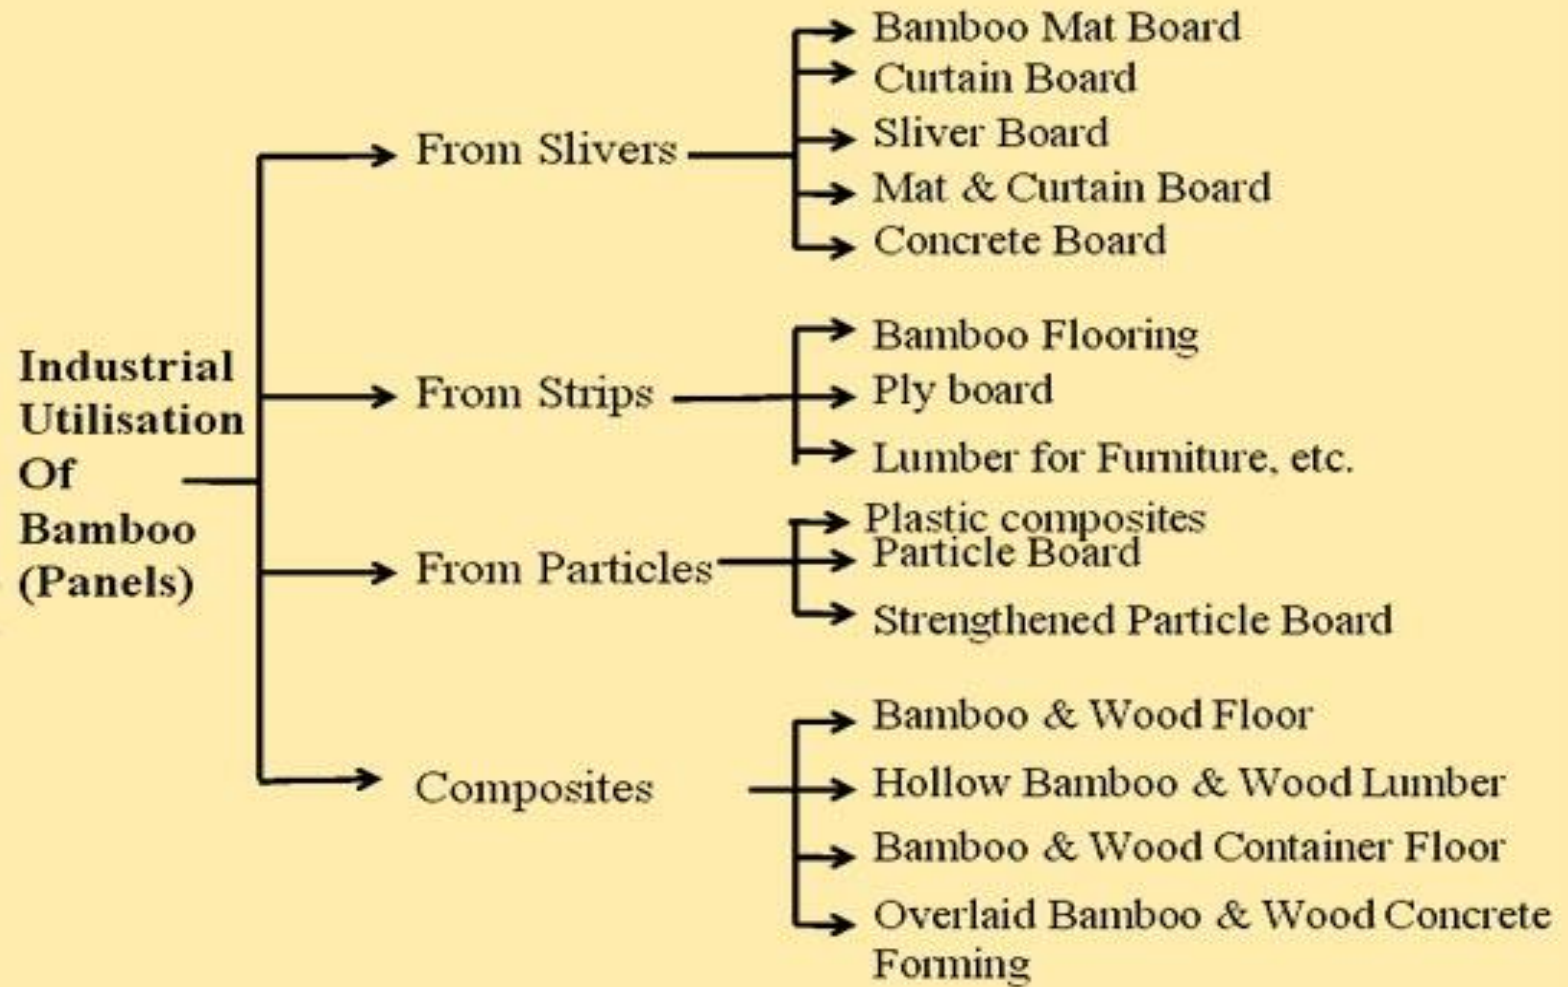 Industrial
Utilisation
Of
Bamboo
(Panels)
From Slivers
Bamboo Mat Board
Curtain Board
Sliver Board
Mat & Curtain Board
Concrete Board
From Strips
Bamboo Flooring
Ply board
Lumber for Furniture, etc.
From Particles
Plastic composites
Particle Board
Strengthened Particle Board
Composites
Bamboo & Wood Floor
Hollow Bamboo & Wood Lumber
Bamboo & Wood Container Floor
Overlaid Bamboo & Wood Concrete
Forming